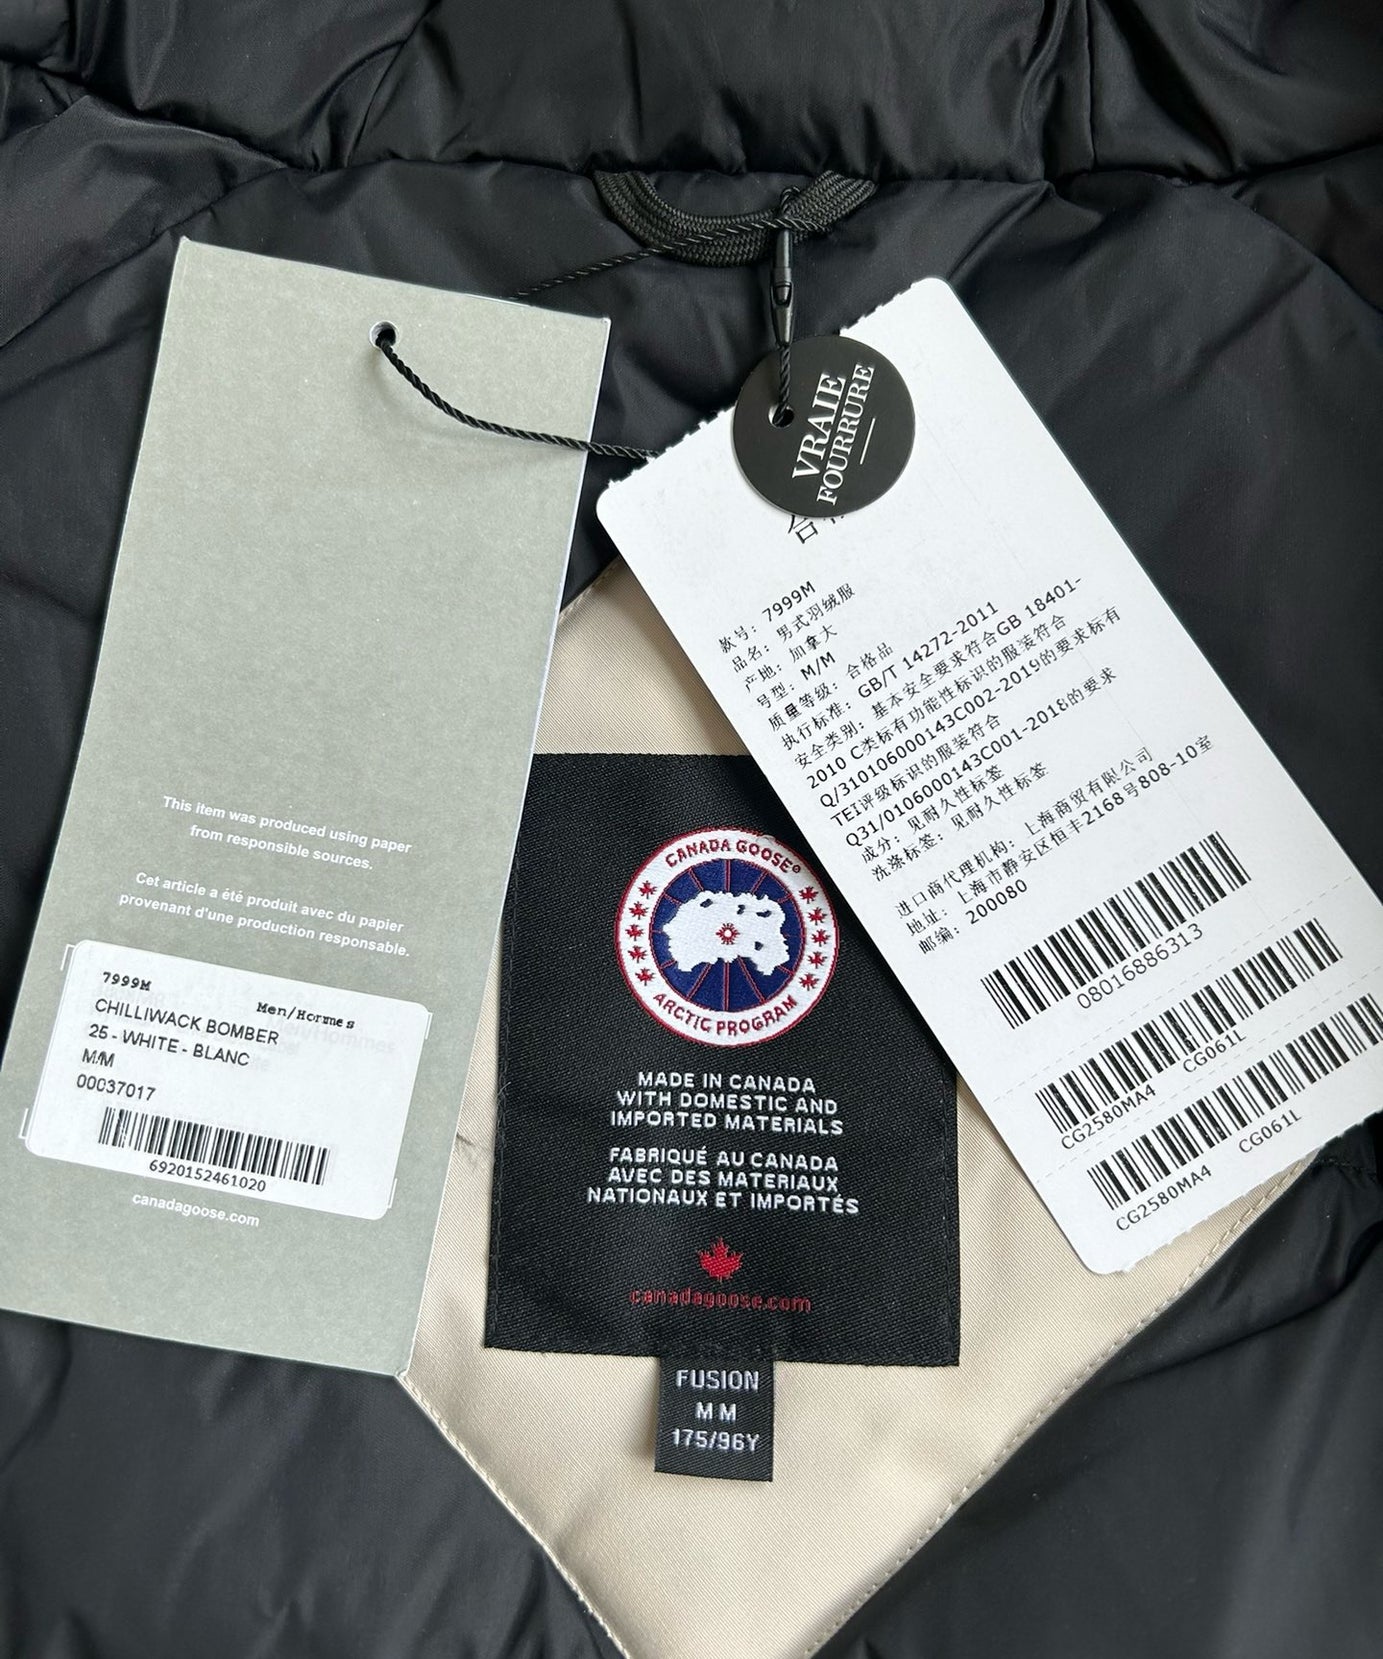 This item was produced using paper
from responsible sources.
Cet article a été produit avec du papier
provenant d'une production responsable.
7999M
Men/Hommes
CHILLIWACK BOMBER
25 - WHITE - BLANC
M/M
00037017
6920152461020
canadagoose.com
VRAIE
FOURRURE
合
款号: 7999M
品名: 男式羽绒服
产地: 加拿大
号型: M/M
质量等级: 合格品
执行标准: GB/T 14272-2011
安全类别: 基本安全要求符合GB 18401-
2010 C类标有功能性标识的服装符合
Q/3101060000143C002-2019的要求标有
TEI评级标识的服装符合
Q31/0106000143C001-2018的要求
成分: 见耐久性标签
洗涤标签: 见耐久性标签
进口商代理机构: 上海商贸有限公司
地址: 上海市静安区恒丰2168号808-10室
邮编: 200080
08016886313
CG2580MA4 CG061L
CG2580MA4 CG061L
CANADA GOOSE®
ARCTIC PROGRAM
MADE IN CANADA
WITH DOMESTIC AND
IMPORTED MATERIALS
FABRIQUÉ AU CANADA
AVEC DES MATERIAUX
NATIONAUX ET IMPORTÉS
canadagoose.com
FUSION
M M
175/96Y